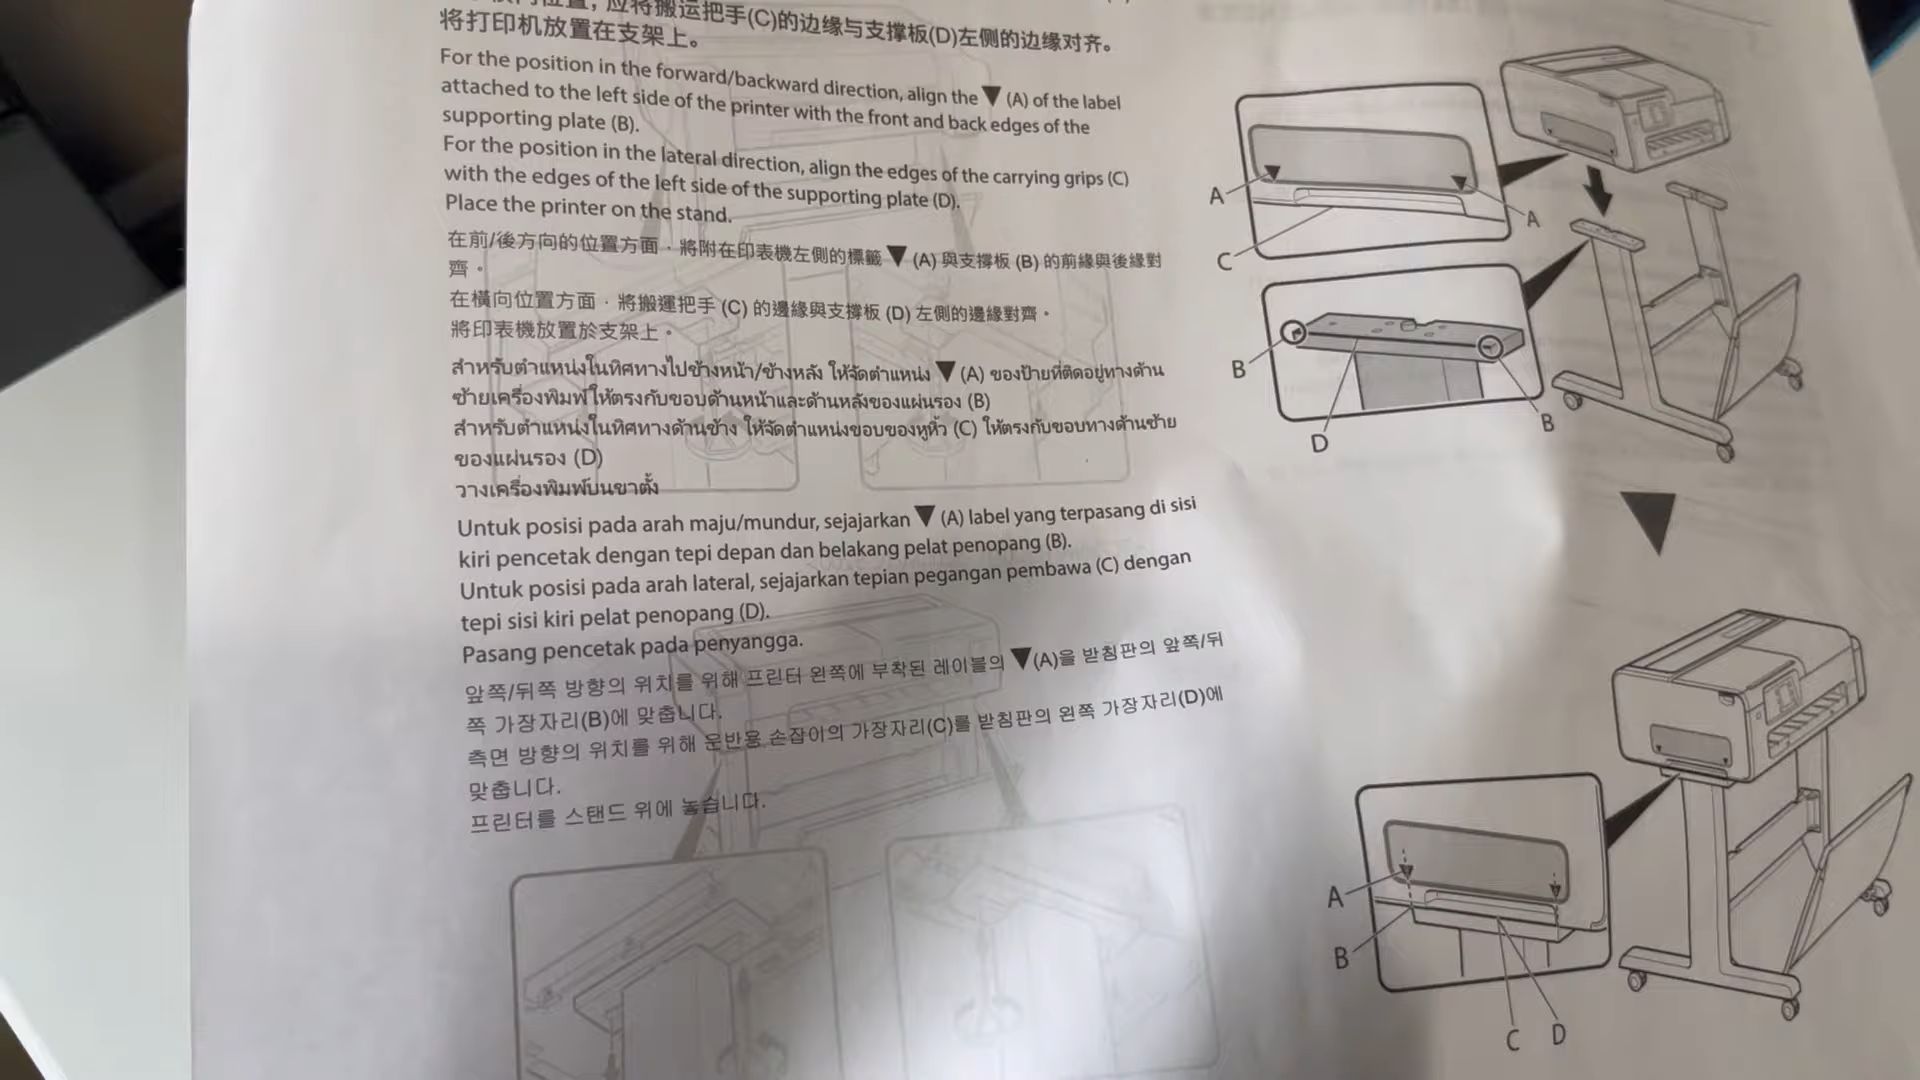 应将搬运把手(C)的边缘与支撑板(D)左侧的边缘对齐。
将打印机放置在支架上。
For the position in the forward/backward direction, align the ▼ (A) of the label
attached to the left side of the printer with the front and back edges of the
supporting plate (B).
For the position in the lateral direction, align the edges of the carrying grips (C)
with the edges of the left side of the supporting plate (D).
Place the printer on the stand.
在前/後方向的位置方面，將附在印表機左側的標籤 ▼ (A) 與支撐板 (B) 的前緣與後緣對
齊。
在橫向位置方面，將搬運把手 (C) 的邊緣與支撐板 (D) 左側的邊緣對齊。
將印表機放置於支架上。
สำหรับตำแหน่งในทิศทางไปข้างหน้า/ข้างหลัง ให้จัดตำแหน่ง ▼ (A) ของป้ายที่ติดอยู่ทางด้าน
ซ้ายเครื่องพิมพ์ให้ตรงกับขอบด้านหน้าและด้านหลังของแผ่นรอง (B)
สำหรับตำแหน่งในทิศทางด้านข้าง ให้จัดตำแหน่งขอบของหูหิ้ว (C) ให้ตรงกับขอบทางด้านซ้าย
ของแผ่นรอง (D)
วางเครื่องพิมพ์บนขาตั้ง
Untuk posisi pada arah maju/mundur, sejajarkan ▼ (A) label yang terpasang di sisi
kiri pencetak dengan tepi depan dan belakang pelat penopang (B).
Untuk posisi pada arah lateral, sejajarkan tepian pegangan pembawa (C) dengan
tepi sisi kiri pelat penopang (D).
Pasang pencetak pada penyangga.
앞쪽/뒤쪽 방향의 위치를 위해 프린터 왼쪽에 부착된 레이블의 ▼(A)을 받침판의 앞쪽/뒤
쪽 가장자리(B)에 맞춥니다.
측면 방향의 위치를 위해 운반용 손잡이의 가장자리(C)를 받침판의 왼쪽 가장자리(D)에
맞춥니다.
프린터를 스탠드 위에 놓습니다.
A
A
C
B
D
B
A
B
C
D